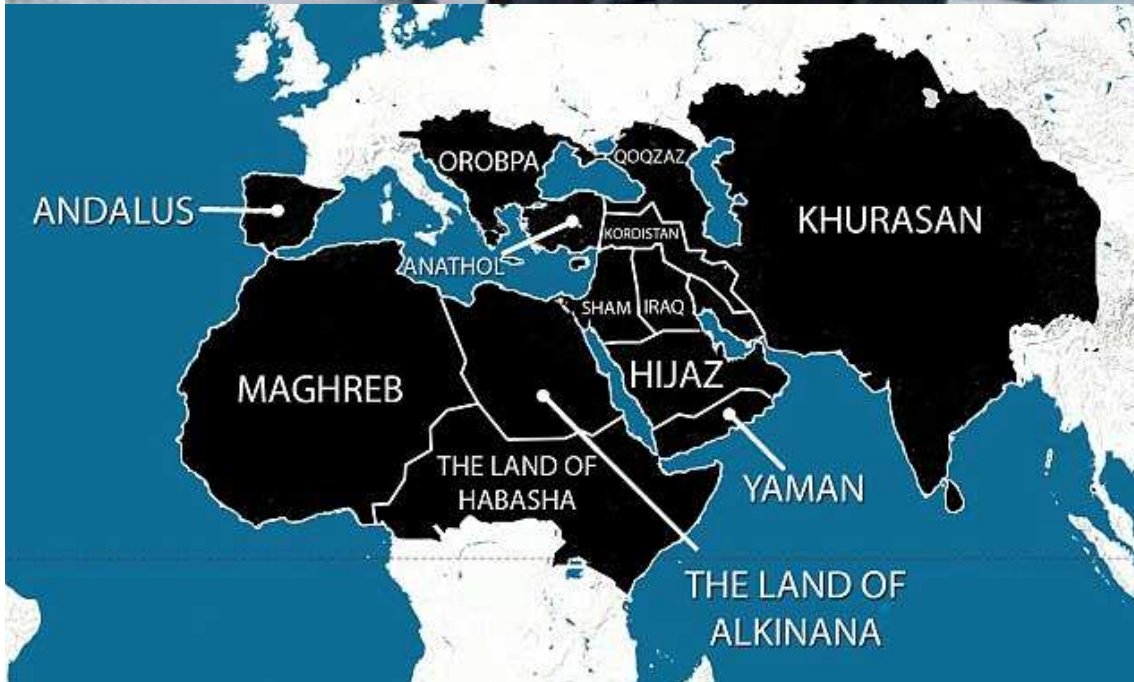 OROBPA
QOQZAZ
ANDALUS
KHURASAN
KORDISTAN
ANATHOL
SHAM
IRAQ
HIJAZ
MAGHREB
THE LAND OF
HABASHA
YAMAN
THE LAND OF
ALKINANA